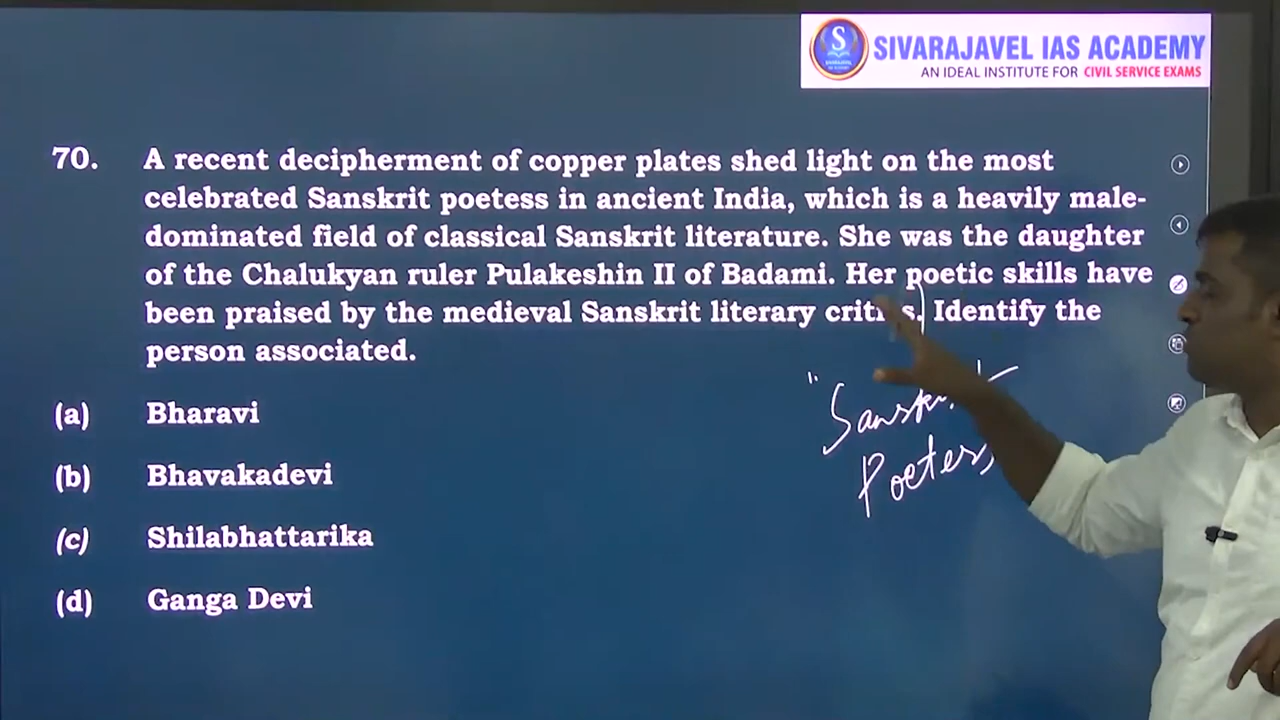 SIVARAJAVEL IAS ACADEMY
AN IDEAL INSTITUTE FOR CIVIL SERVICE EXAMS
70. A recent decipherment of copper plates shed light on the most
celebrated Sanskrit poetess in ancient India, which is a heavily male-
dominated field of classical Sanskrit literature. She was the daughter
of the Chalukyan ruler Pulakeshin II of Badami. Her poetic skills have
been praised by the medieval Sanskrit literary critics. Identify the
person associated.
(a) Bharavi
(b) Bhavakadevi
(c) Shilabhattarika
(d) Ganga Devi
"Sanskrit
Poetess